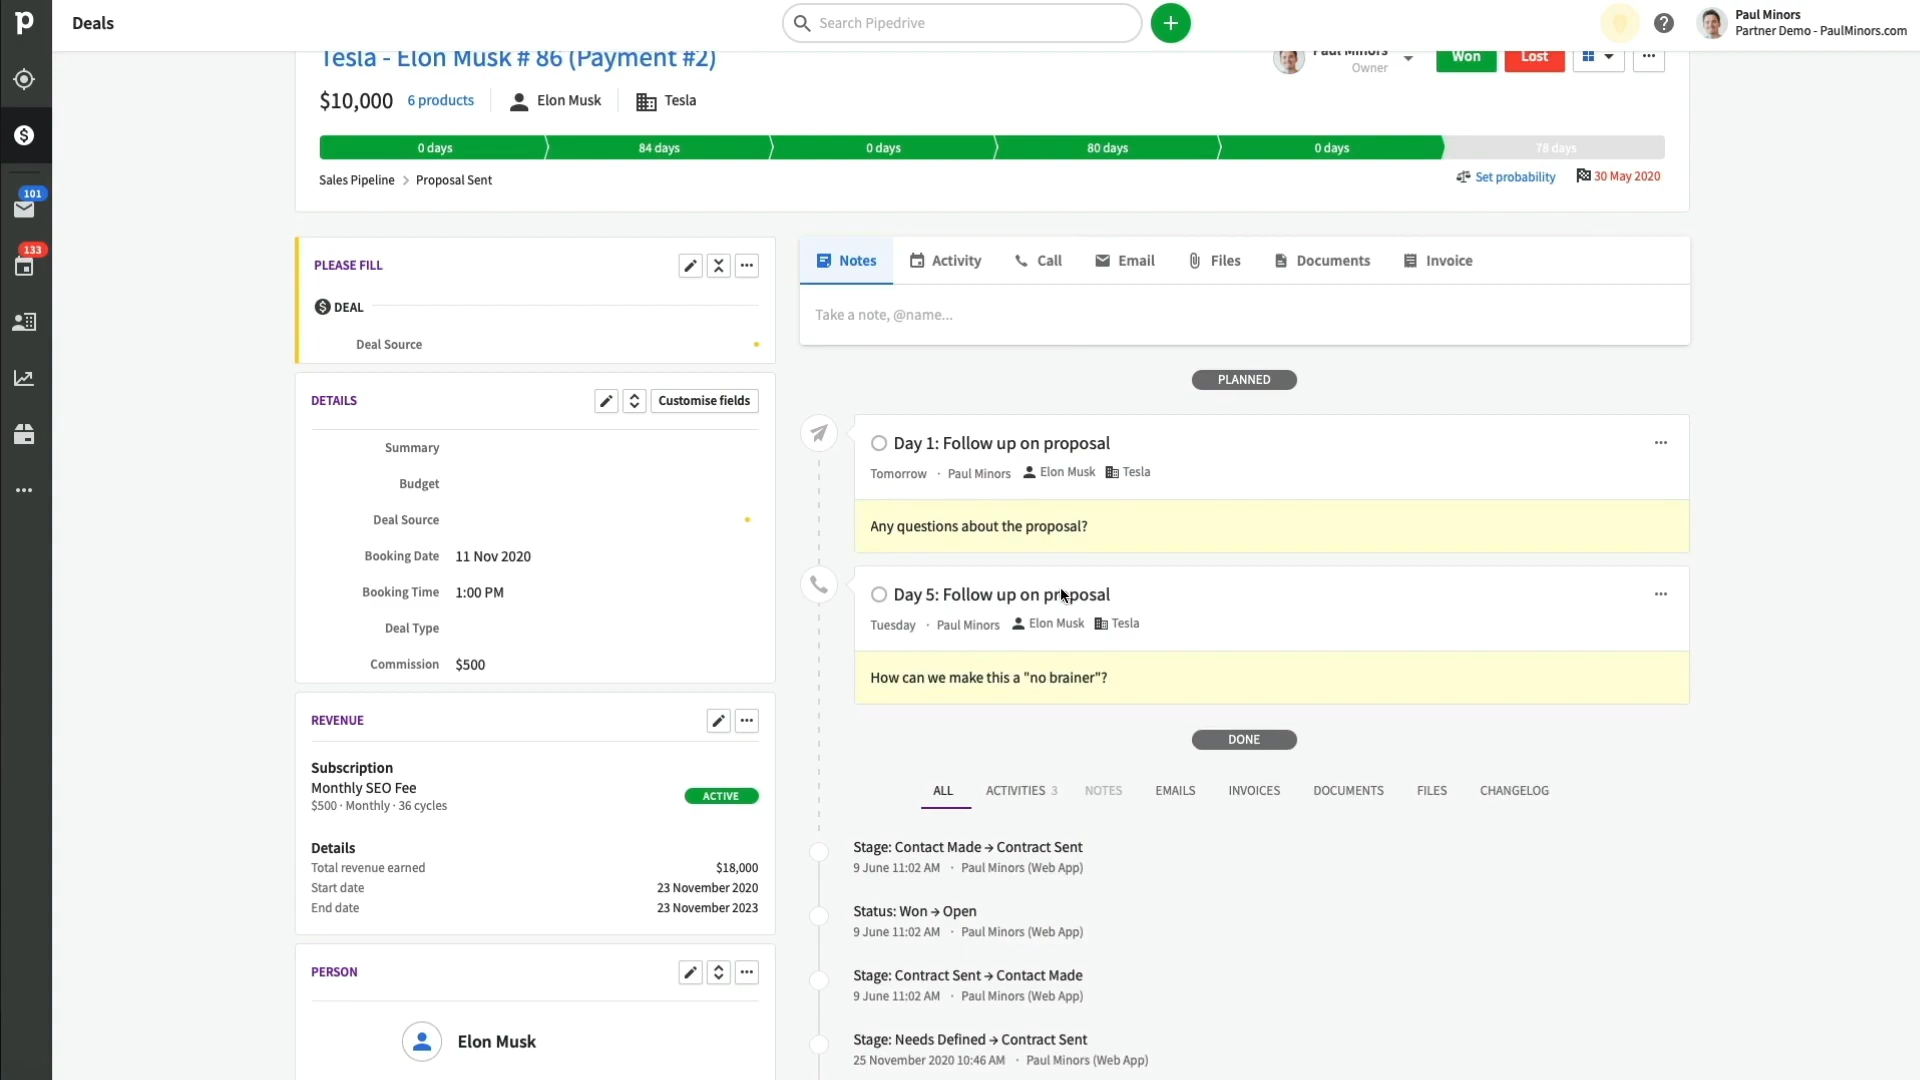 Deals
Search Pipedrive
Paul Minors
Partner Demo - PaulMinors.com
Tesla - Elon Musk # 86 (Payment #2)
Paul Minors
Owner
Won
Lost
$10,000 6 products Elon Musk Tesla
0 days 84 days 0 days 80 days 0 days 78 days
Sales Pipeline > Proposal Sent
Set probability 30 May 2020
101
133
PLEASE FILL
DEAL
Deal Source
DETAILS
Customise fields
Summary
Budget
Deal Source
Booking Date 11 Nov 2020
Booking Time 1:00 PM
Deal Type
Commission $500
REVENUE
Subscription
Monthly SEO Fee
$500 · Monthly · 36 cycles
ACTIVE
Details
Total revenue earned $18,000
Start date 23 November 2020
End date 23 November 2023
PERSON
Elon Musk
Notes Activity Call Email Files Documents Invoice
Take a note, @name...
PLANNED
Day 1: Follow up on proposal
Tomorrow · Paul Minors Elon Musk Tesla
Any questions about the proposal?
Day 5: Follow up on proposal
Tuesday · Paul Minors Elon Musk Tesla
How can we make this a "no brainer"?
DONE
ALL ACTIVITIES 3 NOTES EMAILS INVOICES DOCUMENTS FILES CHANGELOG
Stage: Contact Made → Contract Sent
9 June 11:02 AM · Paul Minors (Web App)
Status: Won → Open
9 June 11:02 AM · Paul Minors (Web App)
Stage: Contract Sent → Contact Made
9 June 11:02 AM · Paul Minors (Web App)
Stage: Needs Defined → Contract Sent
25 November 2020 10:46 AM · Paul Minors (Web App)